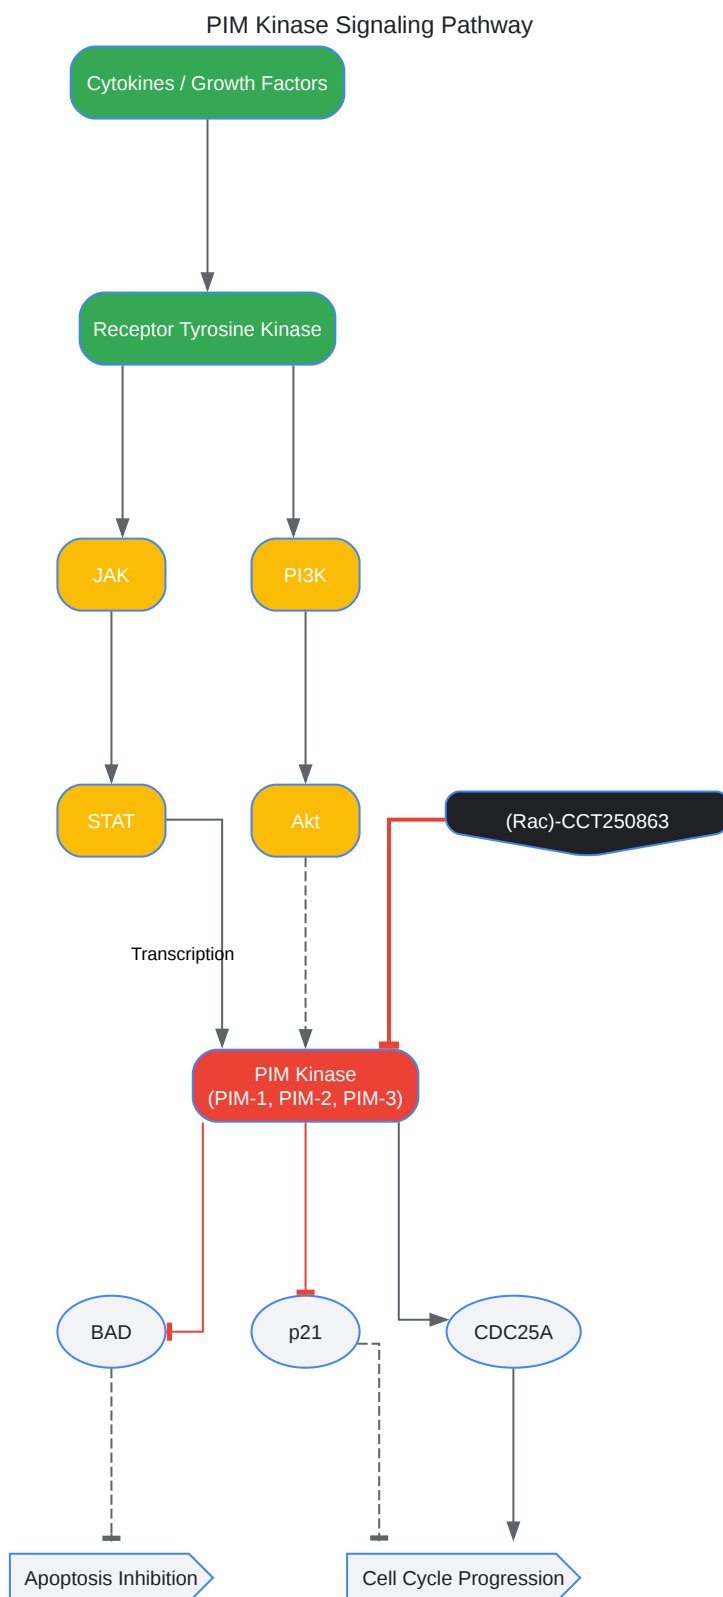 PIM Kinase Signaling Pathway
Cytokines / Growth Factors
Receptor Tyrosine Kinase
JAK
PI3K
STAT
Akt
(Rac)-CCT250863
Transcription
PIM Kinase
(PIM-1, PIM-2, PIM-3)
BAD
p21
CDC25A
Apoptosis Inhibition
Cell Cycle Progression